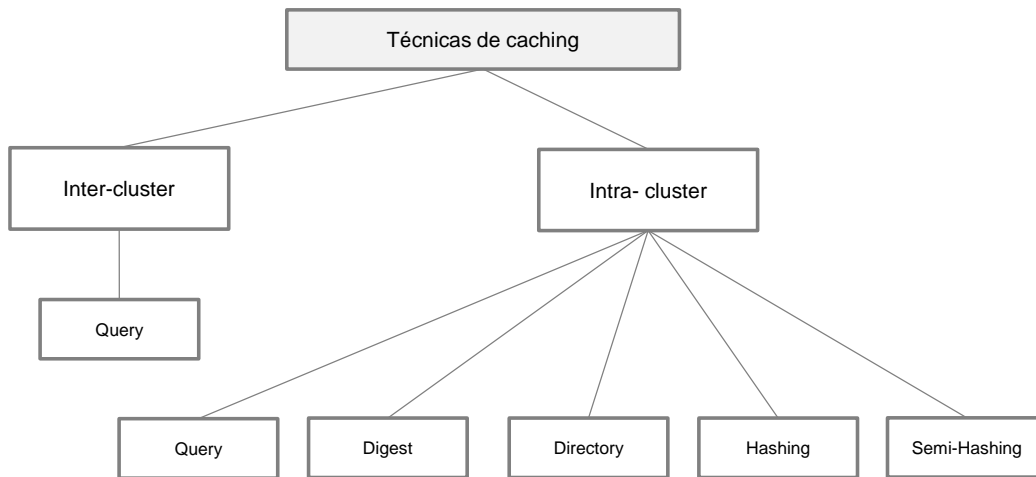 Técnicas de caching
Inter-cluster
Intra- cluster
Query
Query
Digest
Directory
Hashing
Semi-Hashing